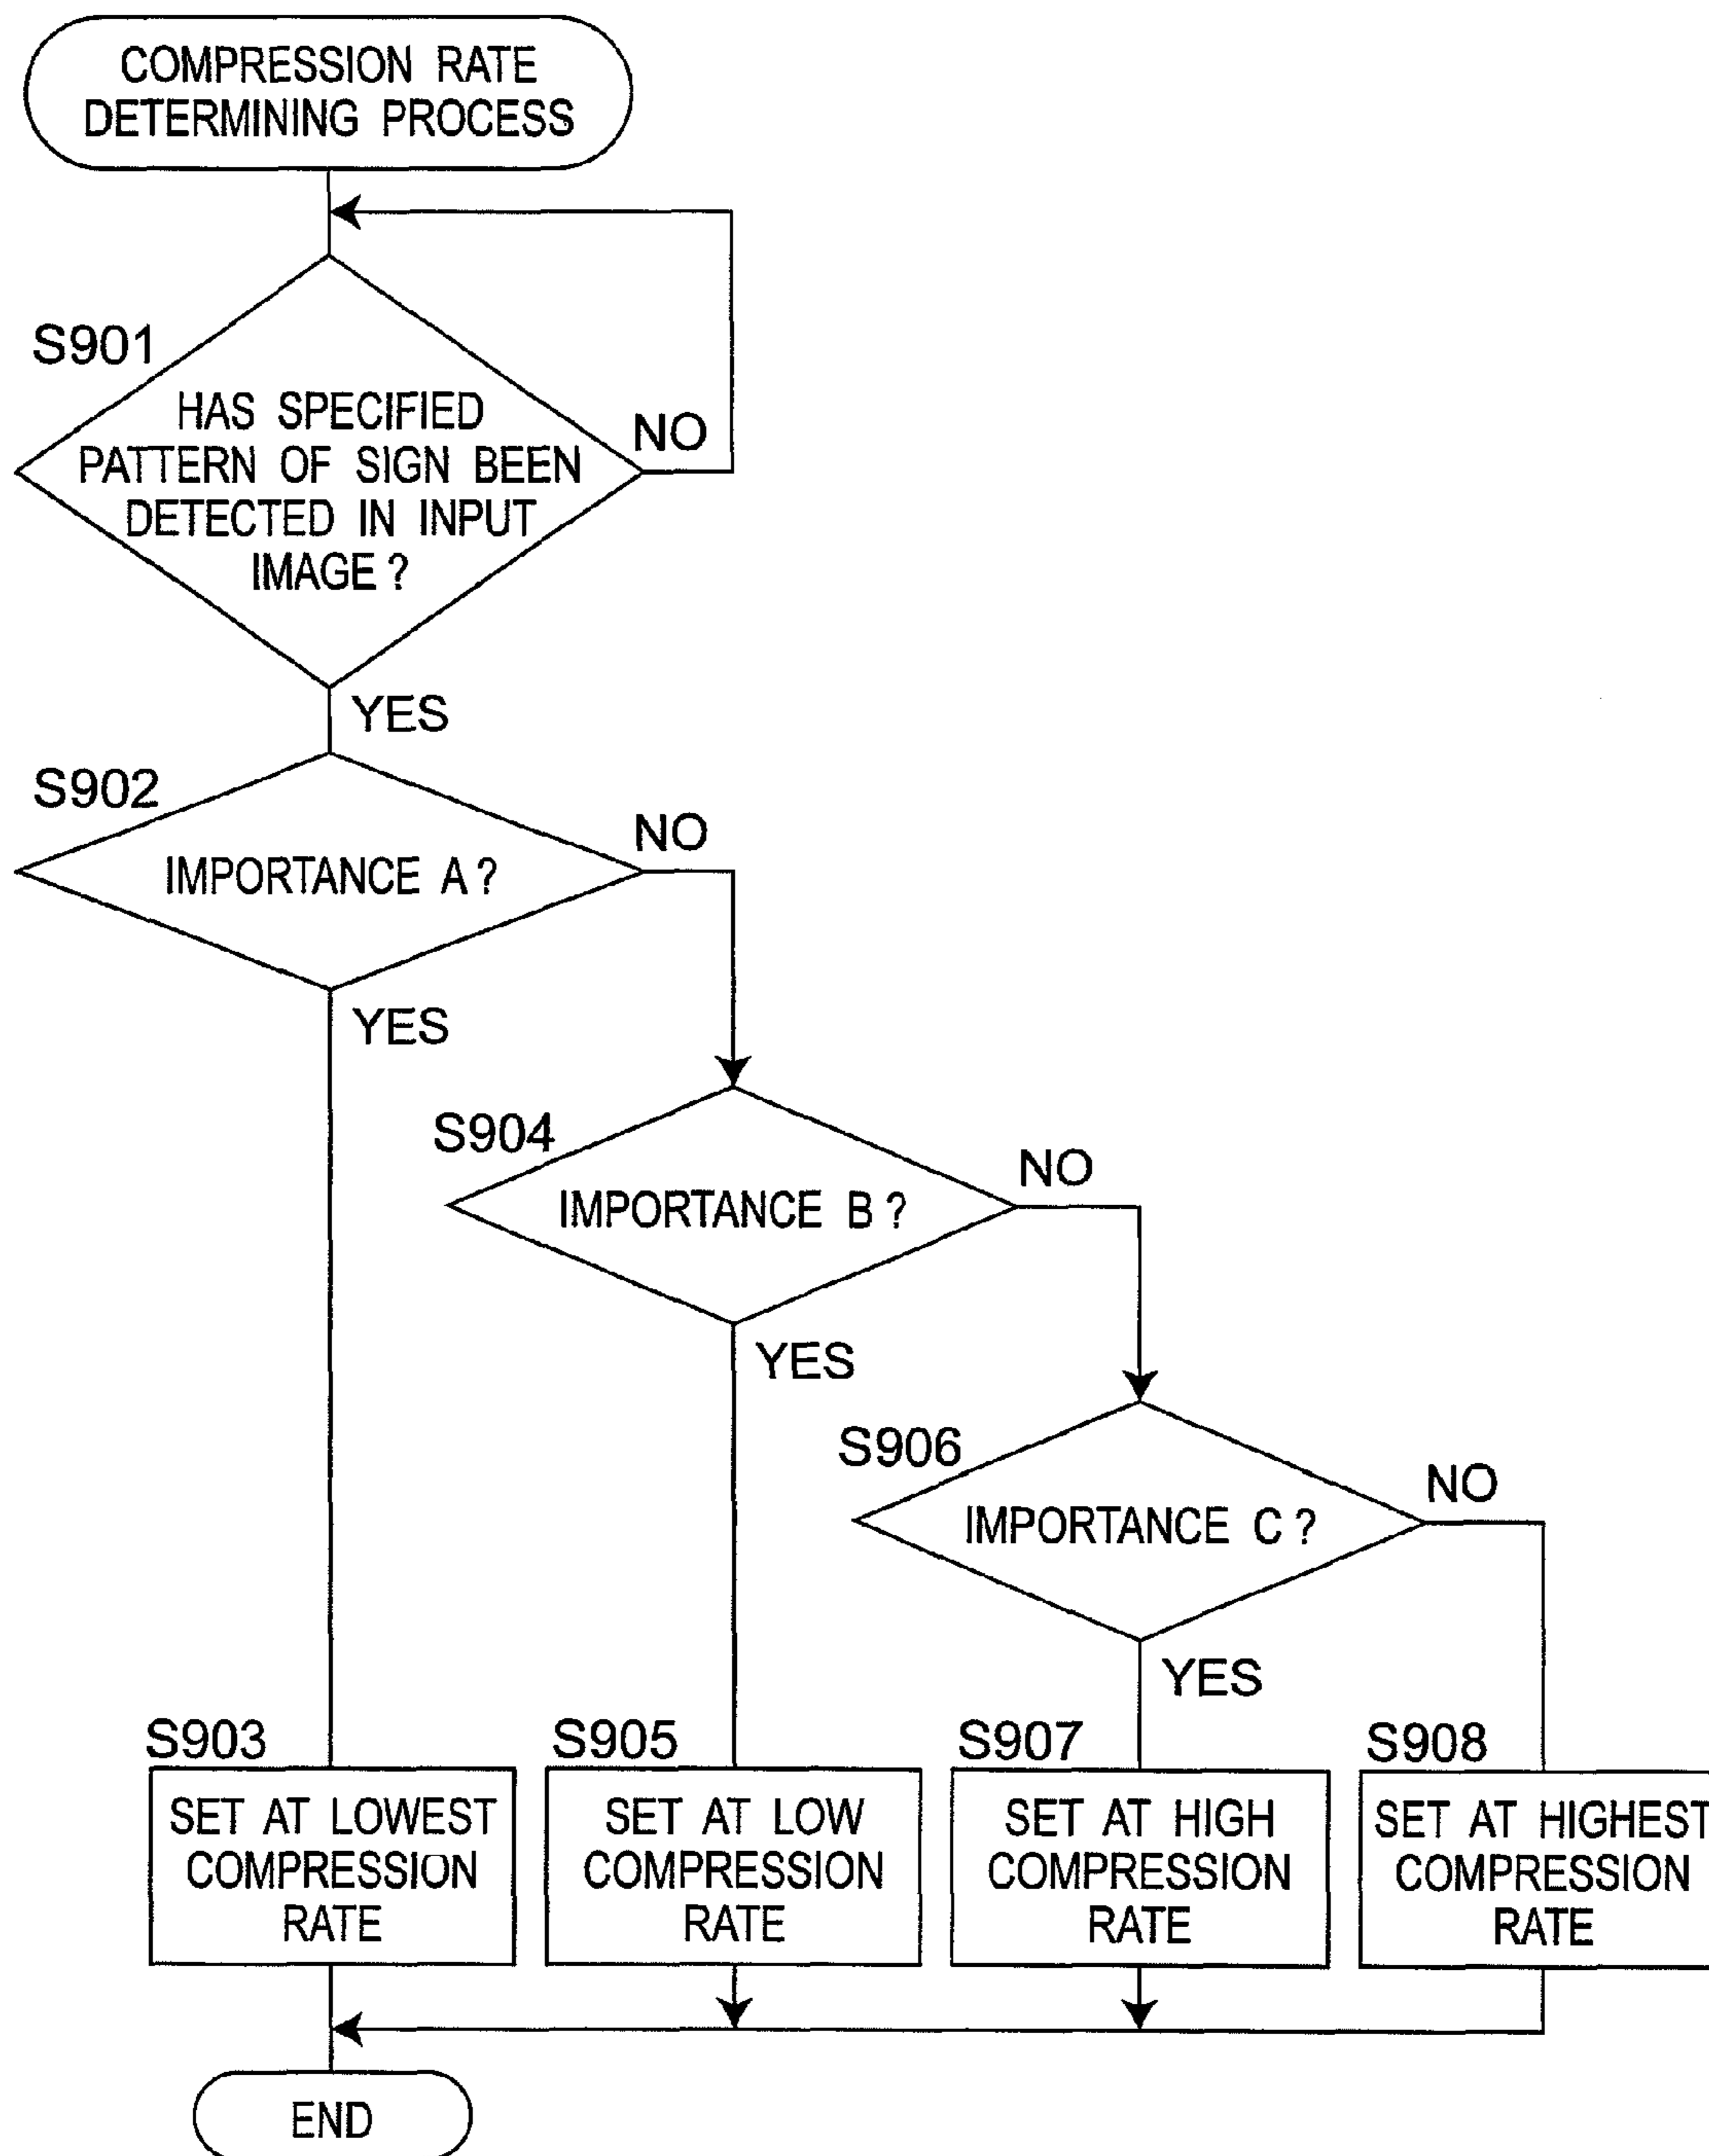 COMPRESSION RATE
DETERMINING PROCESS
S901
HAS SPECIFIED
PATTERN OF SIGN BEEN
DETECTED IN INPUT
IMAGE ?
NO
YES
S902
IMPORTANCE A ?
NO
YES
S904
IMPORTANCE B ?
NO
YES
S906
IMPORTANCE C ?
NO
YES
S903
SET AT LOWEST
COMPRESSION
RATE
S905
SET AT LOW
COMPRESSION
RATE
S907
SET AT HIGH
COMPRESSION
RATE
S908
SET AT HIGHEST
COMPRESSION
RATE
END